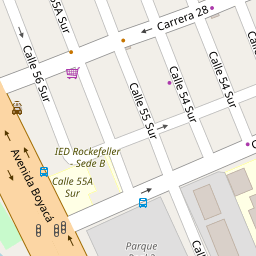 55A Sur
Carrera 28
Calle 56 Sur
Calle 55 Sur
Calle 54 Sur
Calle 54 Sur
IED Rockefeller
- Sede B
Calle 55A
Sur
Avenida Boyacá
Parque